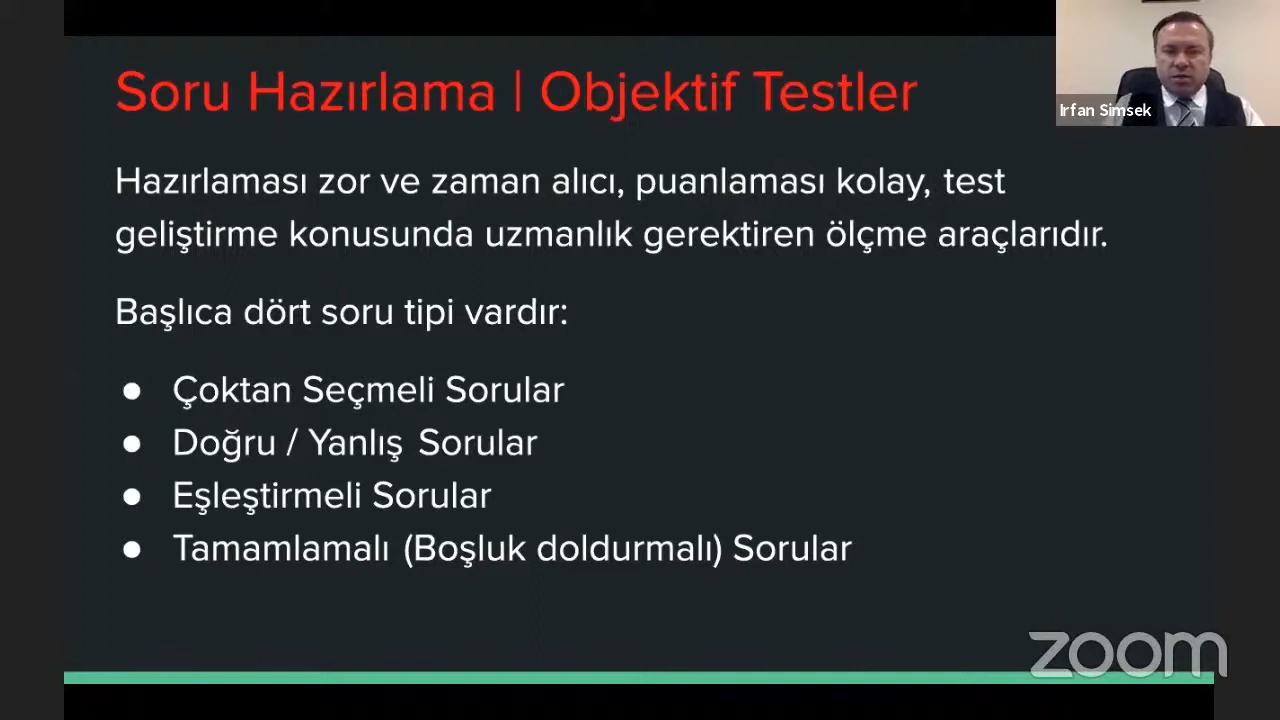 Soru Hazırlama | Objektif Testler
Irfan Simsek
Hazırlaması zor ve zaman alıcı, puanlaması kolay, test
geliştirme konusunda uzmanlık gerektiren ölçme araçlarıdır.
Başlıca dört soru tipi vardır:
● Çoktan Seçmeli Sorular
● Doğru / Yanlış Sorular
● Eşleştirmeli Sorular
● Tamamlamalı (Boşluk doldurmalı) Sorular
zoom